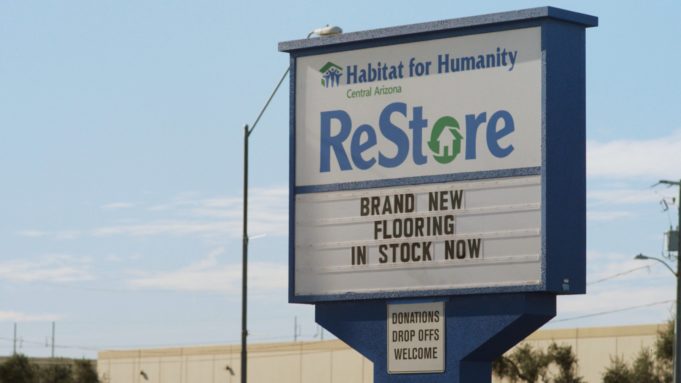 Habitat for Humanity
Central Arizona
ReStore
BRAND NEW
FLOORING
IN STOCK NOW
DONATIONS
DROP OFFS
WELCOME